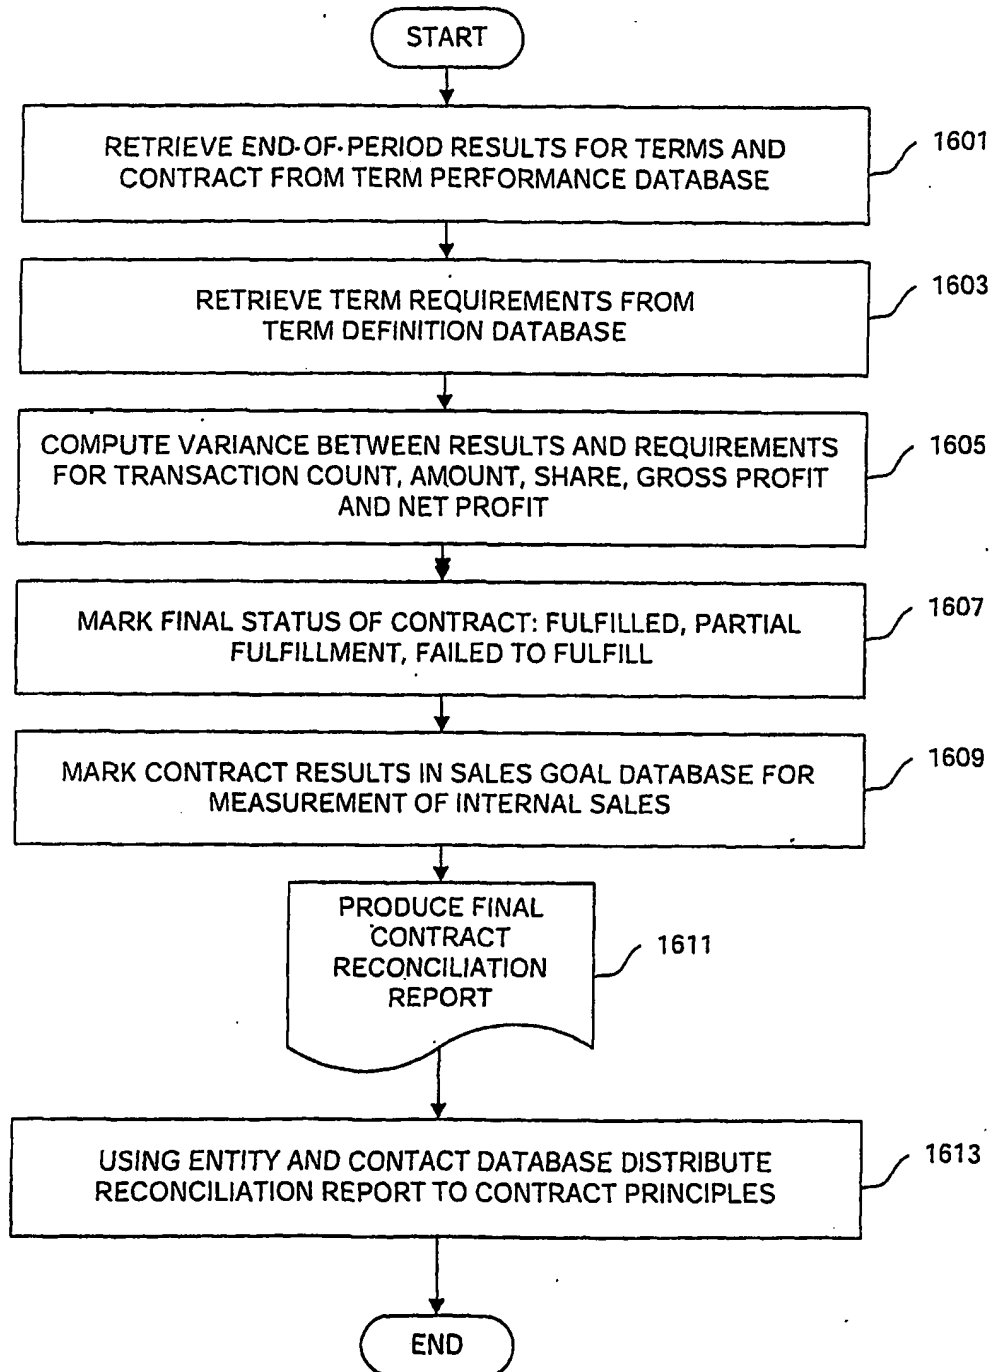 START
RETRIEVE END-OF-PERIOD RESULTS FOR TERMS AND
CONTRACT FROM TERM PERFORMANCE DATABASE
1601
RETRIEVE TERM REQUIREMENTS FROM
TERM DEFINITION DATABASE
1603
COMPUTE VARIANCE BETWEEN RESULTS AND REQUIREMENTS
FOR TRANSACTION COUNT, AMOUNT, SHARE, GROSS PROFIT
AND NET PROFIT
1605
MARK FINAL STATUS OF CONTRACT: FULFILLED, PARTIAL
FULFILLMENT, FAILED TO FULFILL
1607
MARK CONTRACT RESULTS IN SALES GOAL DATABASE FOR
MEASUREMENT OF INTERNAL SALES
1609
PRODUCE FINAL
CONTRACT
RECONCILIATION
REPORT
1611
USING ENTITY AND CONTACT DATABASE DISTRIBUTE
RECONCILIATION REPORT TO CONTRACT PRINCIPLES
1613
END